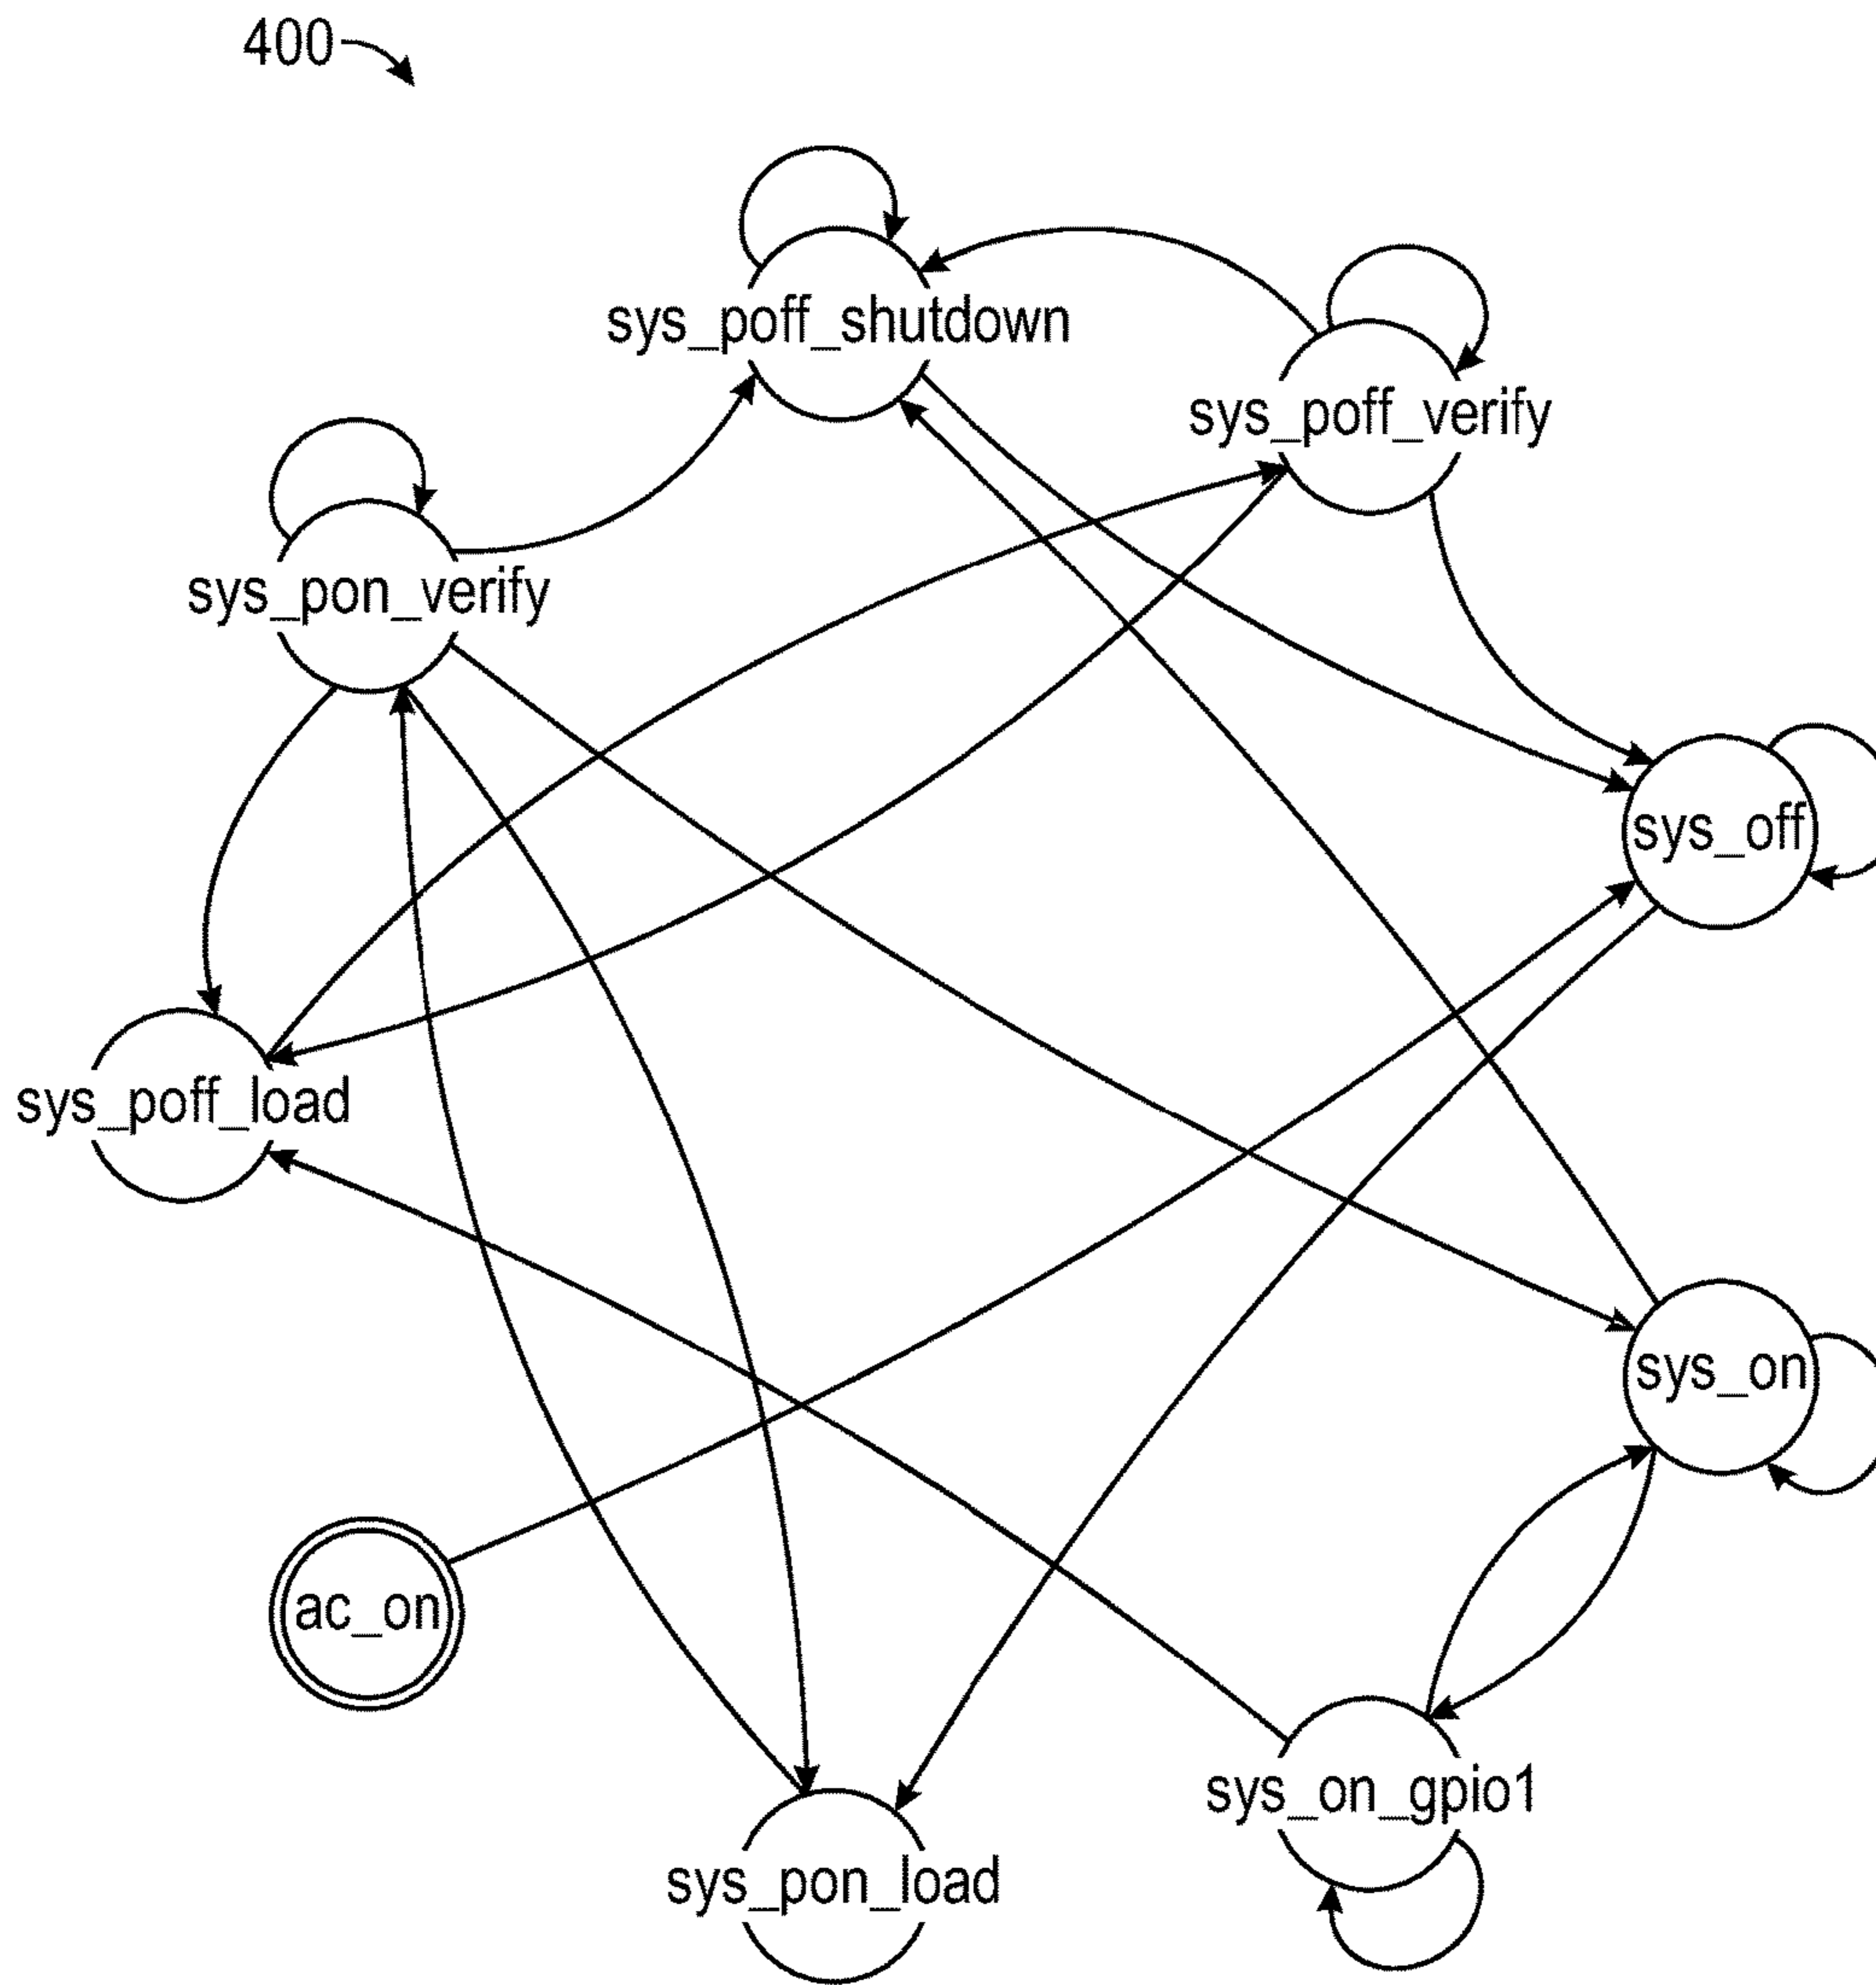 400
sys_poff_shutdown
sys_poff_verify
sys_pon_verify
sys_off
sys_poff_load
sys_on
ac_on
sys_on_gpio1
sys_pon_load